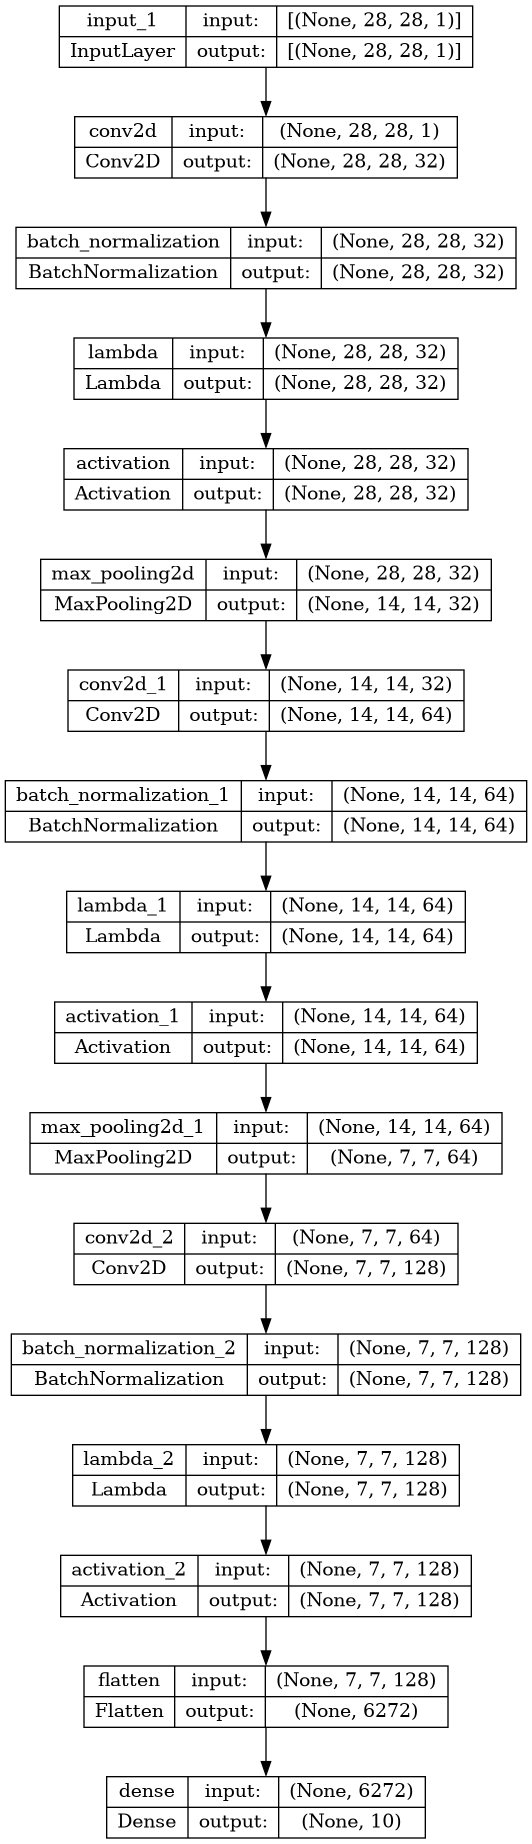 input_1 input: [(None, 28, 28, 1)]
InputLayer output: [(None, 28, 28, 1)]
conv2d input: (None, 28, 28, 1)
Conv2D output: (None, 28, 28, 32)
batch_normalization input: (None, 28, 28, 32)
BatchNormalization output: (None, 28, 28, 32)
lambda input: (None, 28, 28, 32)
Lambda output: (None, 28, 28, 32)
activation input: (None, 28, 28, 32)
Activation output: (None, 28, 28, 32)
max_pooling2d input: (None, 28, 28, 32)
MaxPooling2D output: (None, 14, 14, 32)
conv2d_1 input: (None, 14, 14, 32)
Conv2D output: (None, 14, 14, 64)
batch_normalization_1 input: (None, 14, 14, 64)
BatchNormalization output: (None, 14, 14, 64)
lambda_1 input: (None, 14, 14, 64)
Lambda output: (None, 14, 14, 64)
activation_1 input: (None, 14, 14, 64)
Activation output: (None, 14, 14, 64)
max_pooling2d_1 input: (None, 14, 14, 64)
MaxPooling2D output: (None, 7, 7, 64)
conv2d_2 input: (None, 7, 7, 64)
Conv2D output: (None, 7, 7, 128)
batch_normalization_2 input: (None, 7, 7, 128)
BatchNormalization output: (None, 7, 7, 128)
lambda_2 input: (None, 7, 7, 128)
Lambda output: (None, 7, 7, 128)
activation_2 input: (None, 7, 7, 128)
Activation output: (None, 7, 7, 128)
flatten input: (None, 7, 7, 128)
Flatten output: (None, 6272)
dense input: (None, 6272)
Dense output: (None, 10)